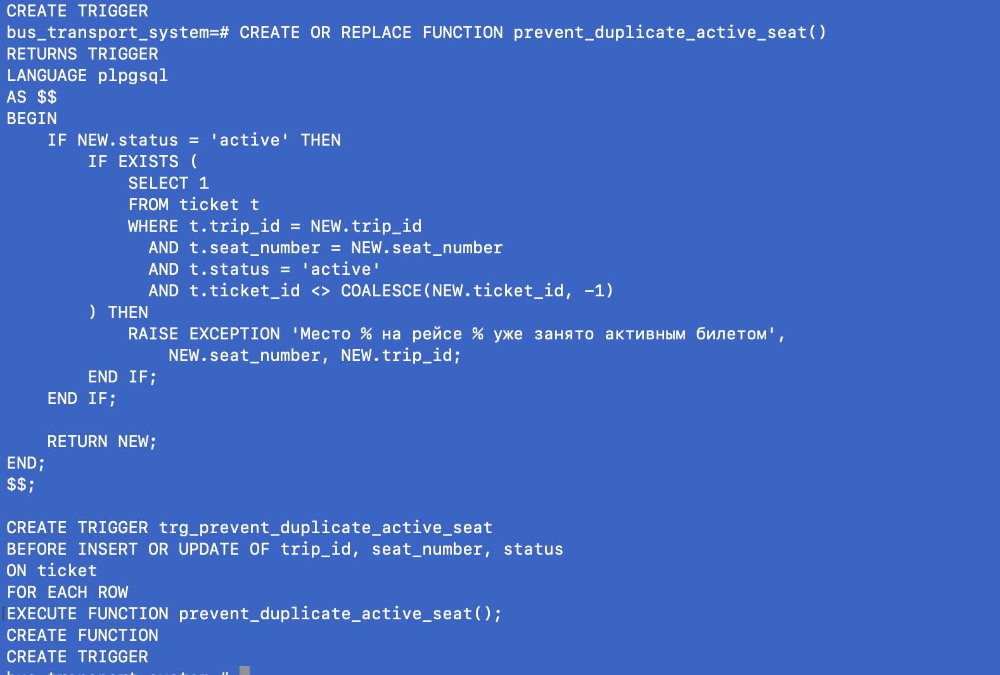 CREATE TRIGGER
bus_transport_system=# CREATE OR REPLACE FUNCTION prevent_duplicate_active_seat()
RETURNS TRIGGER
LANGUAGE plpgsql
AS $$
BEGIN
    IF NEW.status = 'active' THEN
        IF EXISTS (
            SELECT 1
            FROM ticket t
            WHERE t.trip_id = NEW.trip_id
              AND t.seat_number = NEW.seat_number
              AND t.status = 'active'
              AND t.ticket_id <> COALESCE(NEW.ticket_id, -1)
        ) THEN
            RAISE EXCEPTION 'Место % на рейсе % уже занято активным билетом',
                NEW.seat_number, NEW.trip_id;
        END IF;
    END IF;

    RETURN NEW;
END;
$$;

CREATE TRIGGER trg_prevent_duplicate_active_seat
BEFORE INSERT OR UPDATE OF trip_id, seat_number, status
ON ticket
FOR EACH ROW
EXECUTE FUNCTION prevent_duplicate_active_seat();
CREATE FUNCTION
CREATE TRIGGER